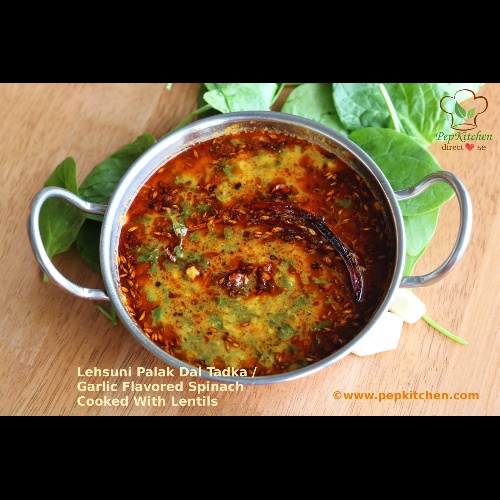 PepKitchen
direct❤se
Lehsuni Palak Dal Tadka /
Garlic Flavored Spinach
Cooked With Lentils
©www.pepkitchen.com